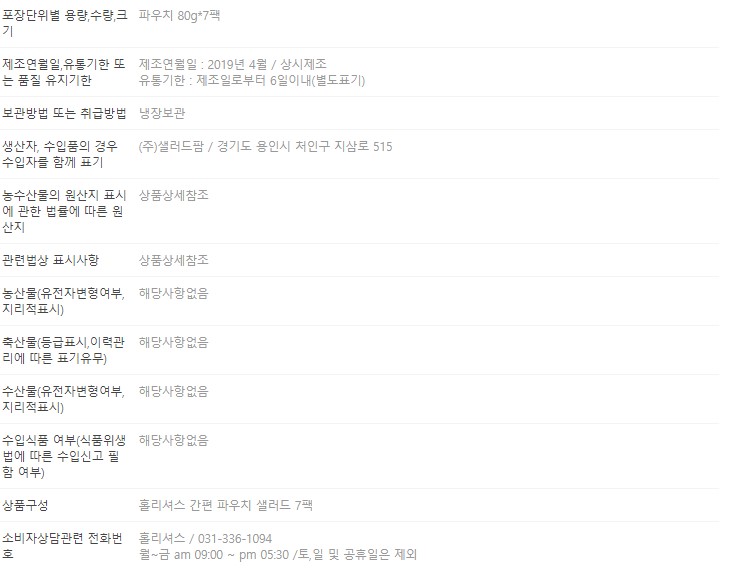 포장단위별 용량,수량,크
기
파우치 80g*7팩
제조연월일,유통기한 또
는 품질 유지기한
제조연월일 : 2019년 4월 / 상시제조
유통기한 : 제조일로부터 6일이내(별도표기)
보관방법 또는 취급방법
냉장보관
생산자, 수입품의 경우
수입자를 함께 표기
(주)샐러드팜 / 경기도 용인시 처인구 지삼로 515
농수산물의 원산지 표시
에 관한 법률에 따른 원
산지
상품상세참조
관련법상 표시사항
상품상세참조
농산물(유전자변형여부,
지리적표시)
해당사항없음
축산물(등급표시,이력관
리에 따른 표기유무)
해당사항없음
수산물(유전자변형여부,
지리적표시)
해당사항없음
수입식품 여부(식품위생
법에 따른 수입신고 필
함 여부)
해당사항없음
상품구성
홀리셔스 간편 파우치 샐러드 7팩
소비자상담관련 전화번
호
홀리셔스 / 031-336-1094
월~금 am 09:00 ~ pm 05:30 /토,일 및 공휴일은 제외